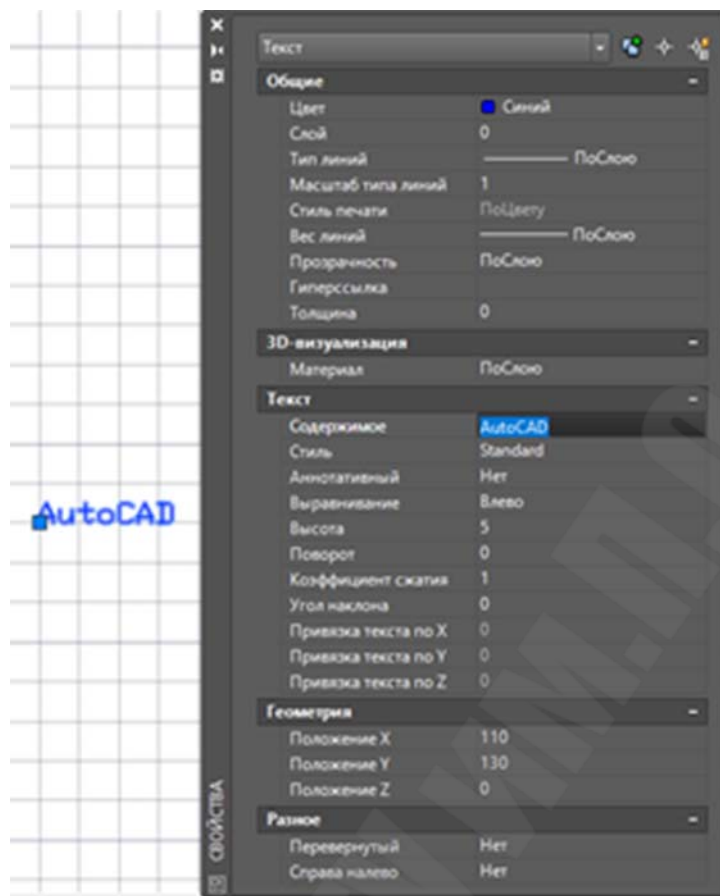 Текст
Общие
Цвет Синий
Слой 0
Тип линий ПоСлою
Масштаб типа линий 1
Стиль печати ПоЦвету
Вес линий ПоСлою
Прозрачность ПоСлою
Гиперссылка
Толщина 0
3D-визуализация
Материал ПоСлою
Текст
Содержимое AutoCAD
Стиль Standard
Аннотативный Нет
Выравнивание Влево
AutoCAD
Высота 5
Поворот 0
Коэффициент сжатия 1
Угол наклона 0
Привязка текста по X 0
Привязка текста по Y 0
Привязка текста по Z 0
Геометрия
Положение X 110
Положение Y 130
Положение Z 0
Разное
Перевернутый Нет
Справа налево Нет
СВОЙСТВА